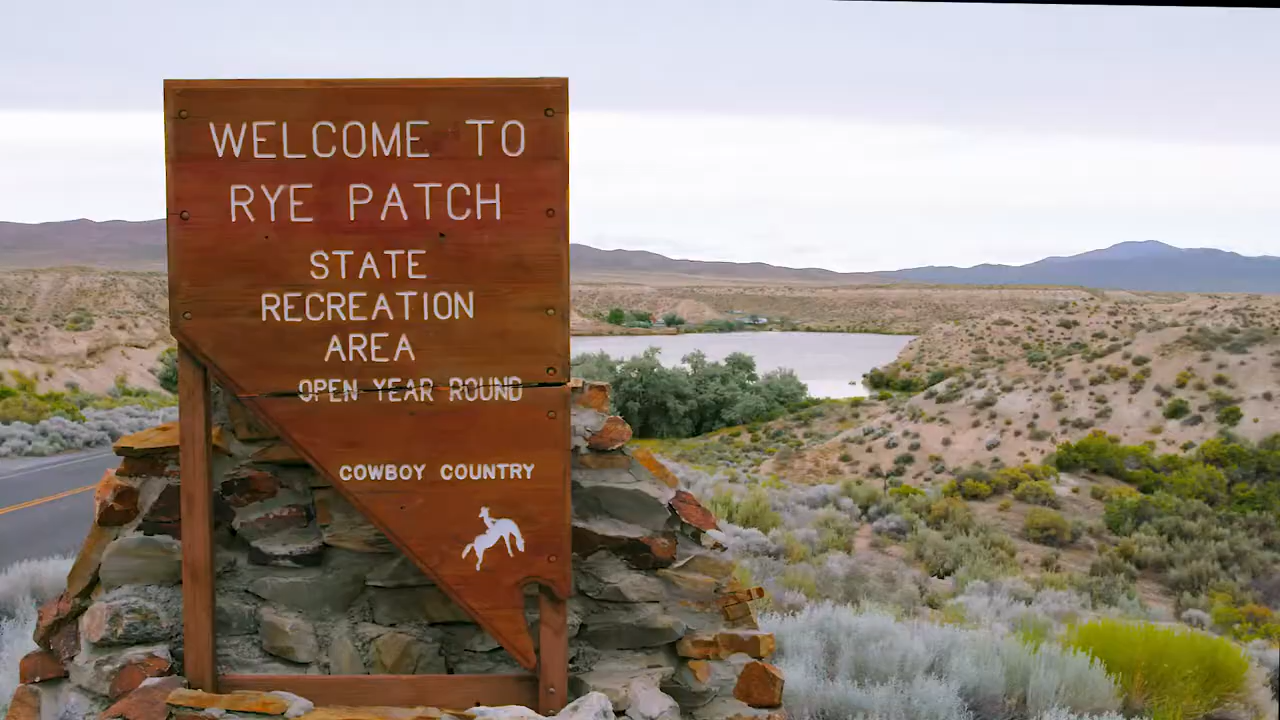 WELCOME TO
RYE PATCH
STATE
RECREATION
AREA
OPEN YEAR ROUND
COWBOY COUNTRY